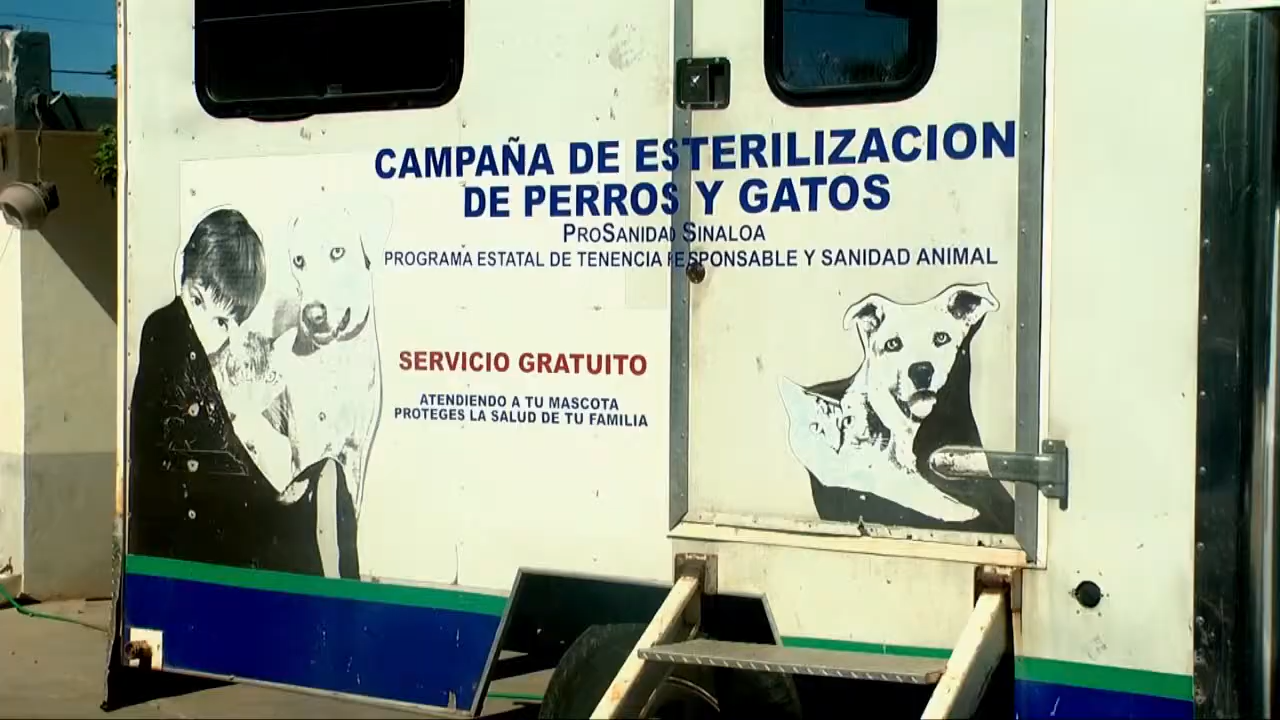 CAMPAÑA DE ESTERILIZACION
DE PERROS Y GATOS
PROSANIDAD SINALOA
PROGRAMA ESTATAL DE TENENCIA RESPONSABLE Y SANIDAD ANIMAL
SERVICIO GRATUITO
ATENDIENDO A TU MASCOTA
PROTEGES LA SALUD DE TU FAMILIA